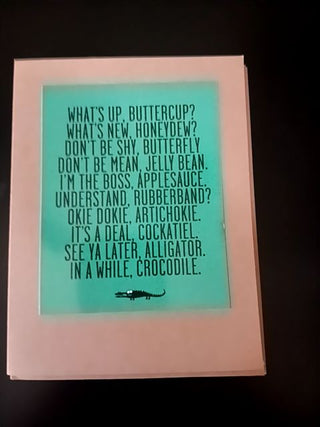 WHAT'S UP, BUTTERCUP?
WHAT'S NEW, HONEYDEW?
DON'T BE SHY, BUTTERFLY
DON'T BE MEAN, JELLY BEAN.
I'M THE BOSS, APPLESAUCE.
UNDERSTAND, RUBBERBAND?
OKIE DOKIE, ARTICHOKIE.
IT'S A DEAL, COCKATIEL.
SEE YA LATER, ALLIGATOR.
IN A WHILE, CROCODILE.